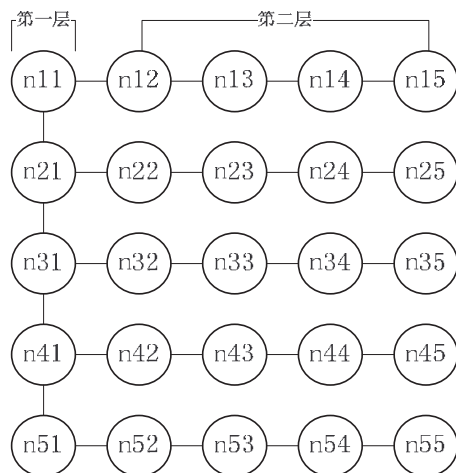 第一层 第二层
n11 n12 n13 n14 n15
n21 n22 n23 n24 n25
n31 n32 n33 n34 n35
n41 n42 n43 n44 n45
n51 n52 n53 n54 n55